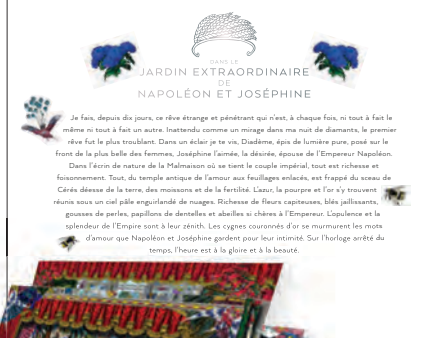 DANS LE
JARDIN EXTRAORDINAIRE
DE
NAPOLÉON ET JOSÉPHINE
Je fais, depuis dix jours, ce rêve étrange et pénétrant qui n'est, à chaque fois, ni tout à fait le
même ni tout à fait un autre. Inattendu comme un mirage dans ma nuit de diamants, le premier
rêve fut le plus troublant. Dans un éclair je te vis, Diadème, épis de lumière pure, posé sur le
front de la plus belle des femmes, Joséphine l'aimée, la désirée, épouse de l'Empereur Napoléon.
Dans l'écrin de nature de la Malmaison où se tient le couple impérial, tout est richesse et
foisonnement. Tout, du temple antique de l'amour aux feuillages enlacés, est frappé du sceau de
Cérés déesse de la terre, des moissons et de la fertilité. L'azur, la pourpre et l'or s'y trouvent
réunis sous un ciel pâle enguirlandé de nuages. Richesse de fleurs capiteuses, blés jaillissants,
gousses de perles, papillons de dentelles et abeilles si chères à l'Empereur. L'opulence et la
splendeur de l'Empire sont à leur zénith. Les cygnes couronnés d'or se murmurent les mots
d'amour que Napoléon et Joséphine gardent pour leur intimité. Sur l'horloge arrêté du
temps, l'heure est à la gloire et à la beauté.